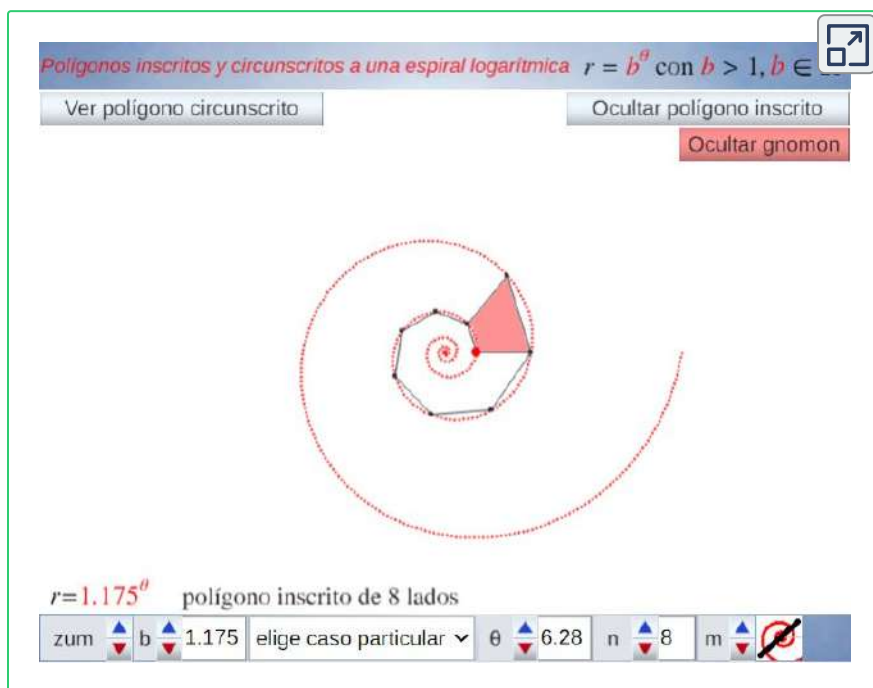 Polígonos inscritos y circunscritos a una espiral logarítmica r = b^θ con b > 1, b ∈
Ver polígono circunscrito
Ocultar polígono inscrito
Ocultar gnomon
r=1.175^θ polígono inscrito de 8 lados
zum b 1.175 elige caso particular θ 6.28 n 8 m